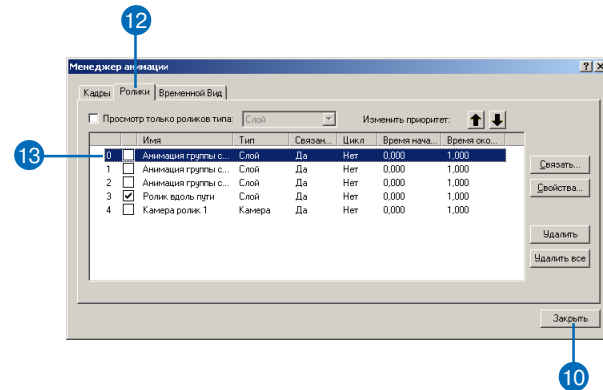 12
Менеджер анимации
Кадры Ролики Временной Вид
Просмотр только роликов типа: Слой Изменить приоритет:
Имя Тип Связан... Цикл Время нача... Время око...
13
0 Анимация группы с... Слой Да Нет 0,000 1,000
1 Анимация группы с... Слой Да Нет 0,000 1,000
2 Анимация группы с... Слой Да Нет 0,000 1,000
3 Ролик вдоль пути Слой Да Нет 0,000 1,000
4 Камера ролик 1 Камера Да Нет 0,000 1,000
Связать...
Свойства...
Удалить
Удалить все
Закрыть
10